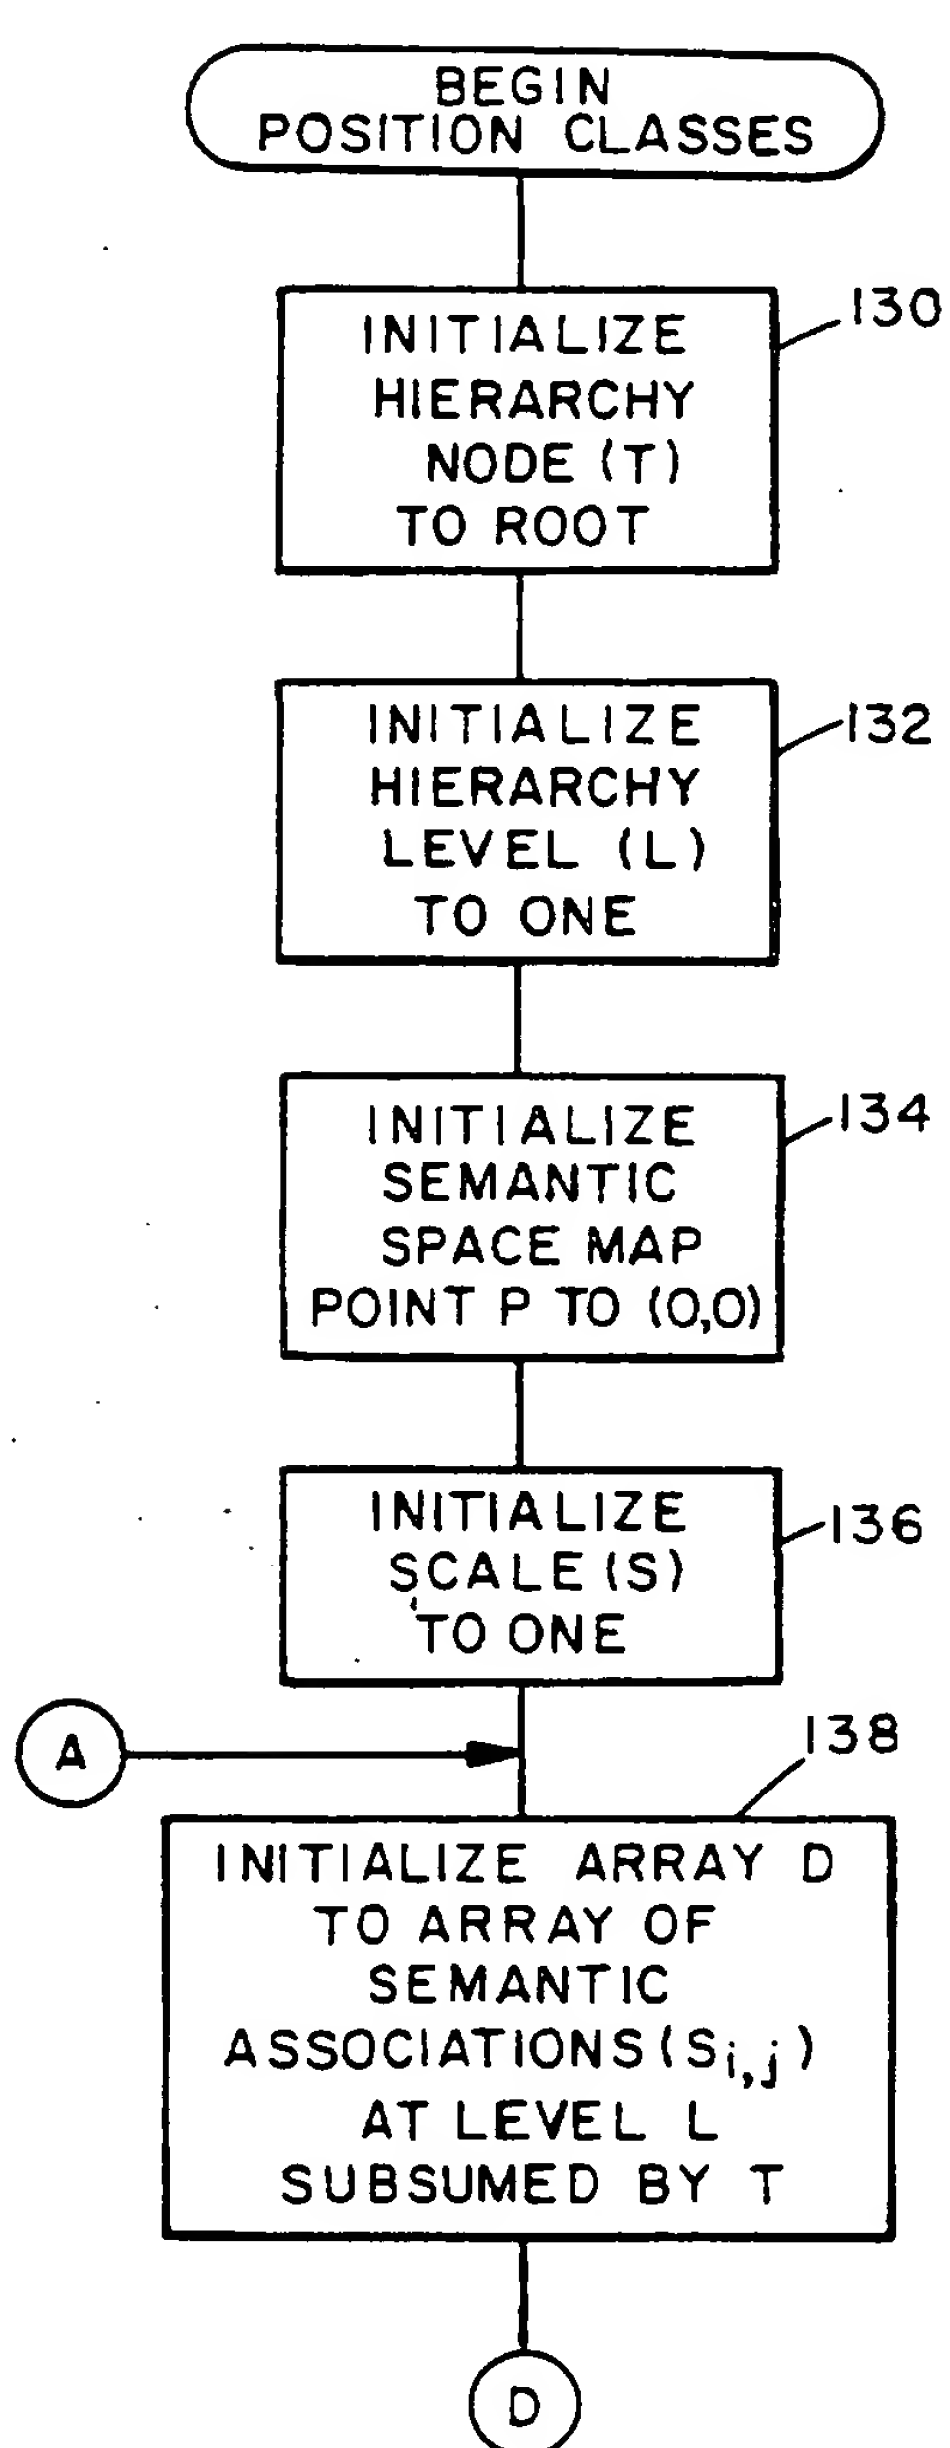 BEGIN
POSITION CLASSES
130
INITIALIZE
HIERARCHY
NODE (T)
TO ROOT
132
INITIALIZE
HIERARCHY
LEVEL (L)
TO ONE
134
INITIALIZE
SEMANTIC
SPACE MAP
POINT P TO (0,0)
136
INITIALIZE
SCALE (S)
TO ONE
A
138
INITIALIZE ARRAY D
TO ARRAY OF
SEMANTIC
ASSOCIATIONS (Si,j)
AT LEVEL L
SUBSUMED BY T
D